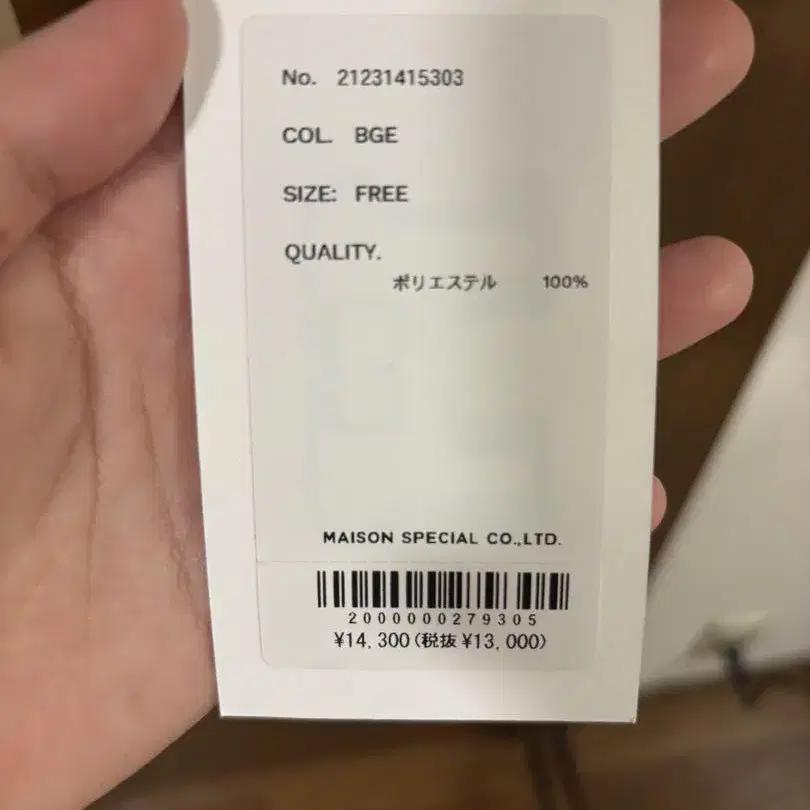 No. 21231415303
COL. BGE
SIZE: FREE
QUALITY.
ポリエステル 100%
MAISON SPECIAL CO.,LTD.
2000000279305
¥14,300(税抜¥13,000)